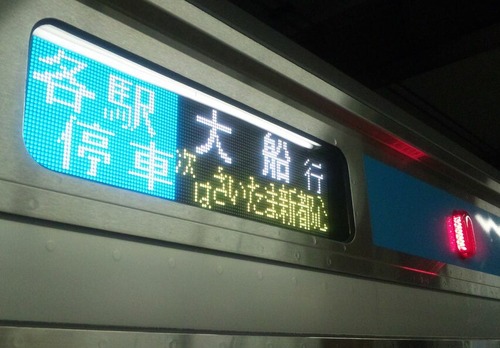 各駅停車
大船行
次はさいたま新都心